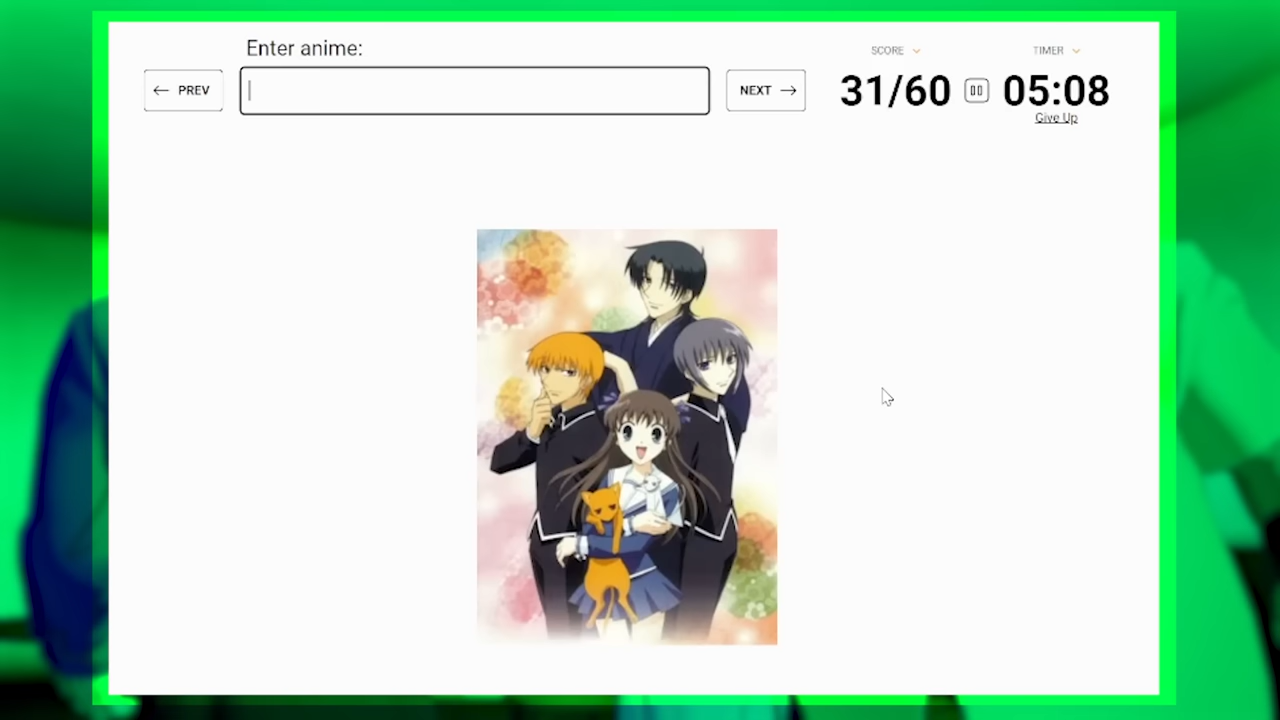 Enter anime:
SCORE
TIMER
← PREV
NEXT →
31/60
05:08
Give Up